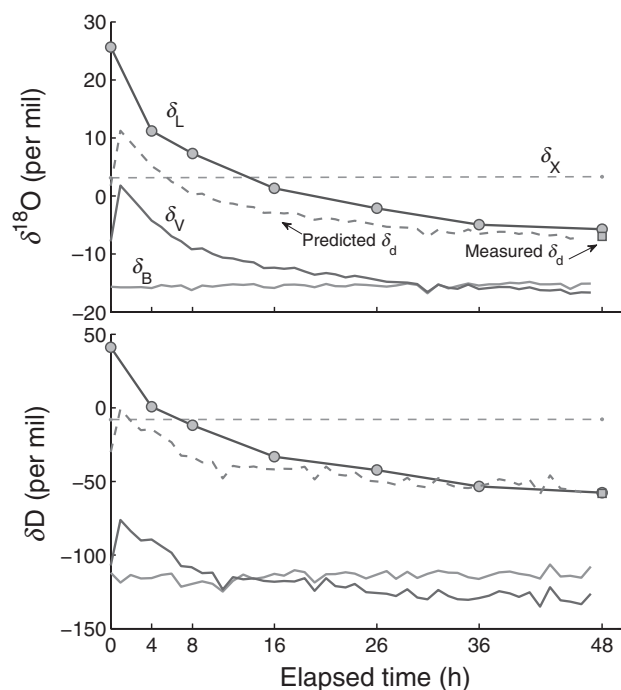 30
20
10
0
−10
−20
δ18O (per mil)
δL
δX
δV
Predicted δd
Measured δd
δB
50
0
−50
−100
−150
δD (per mil)
0 4 8 16 26 36 48
Elapsed time (h)